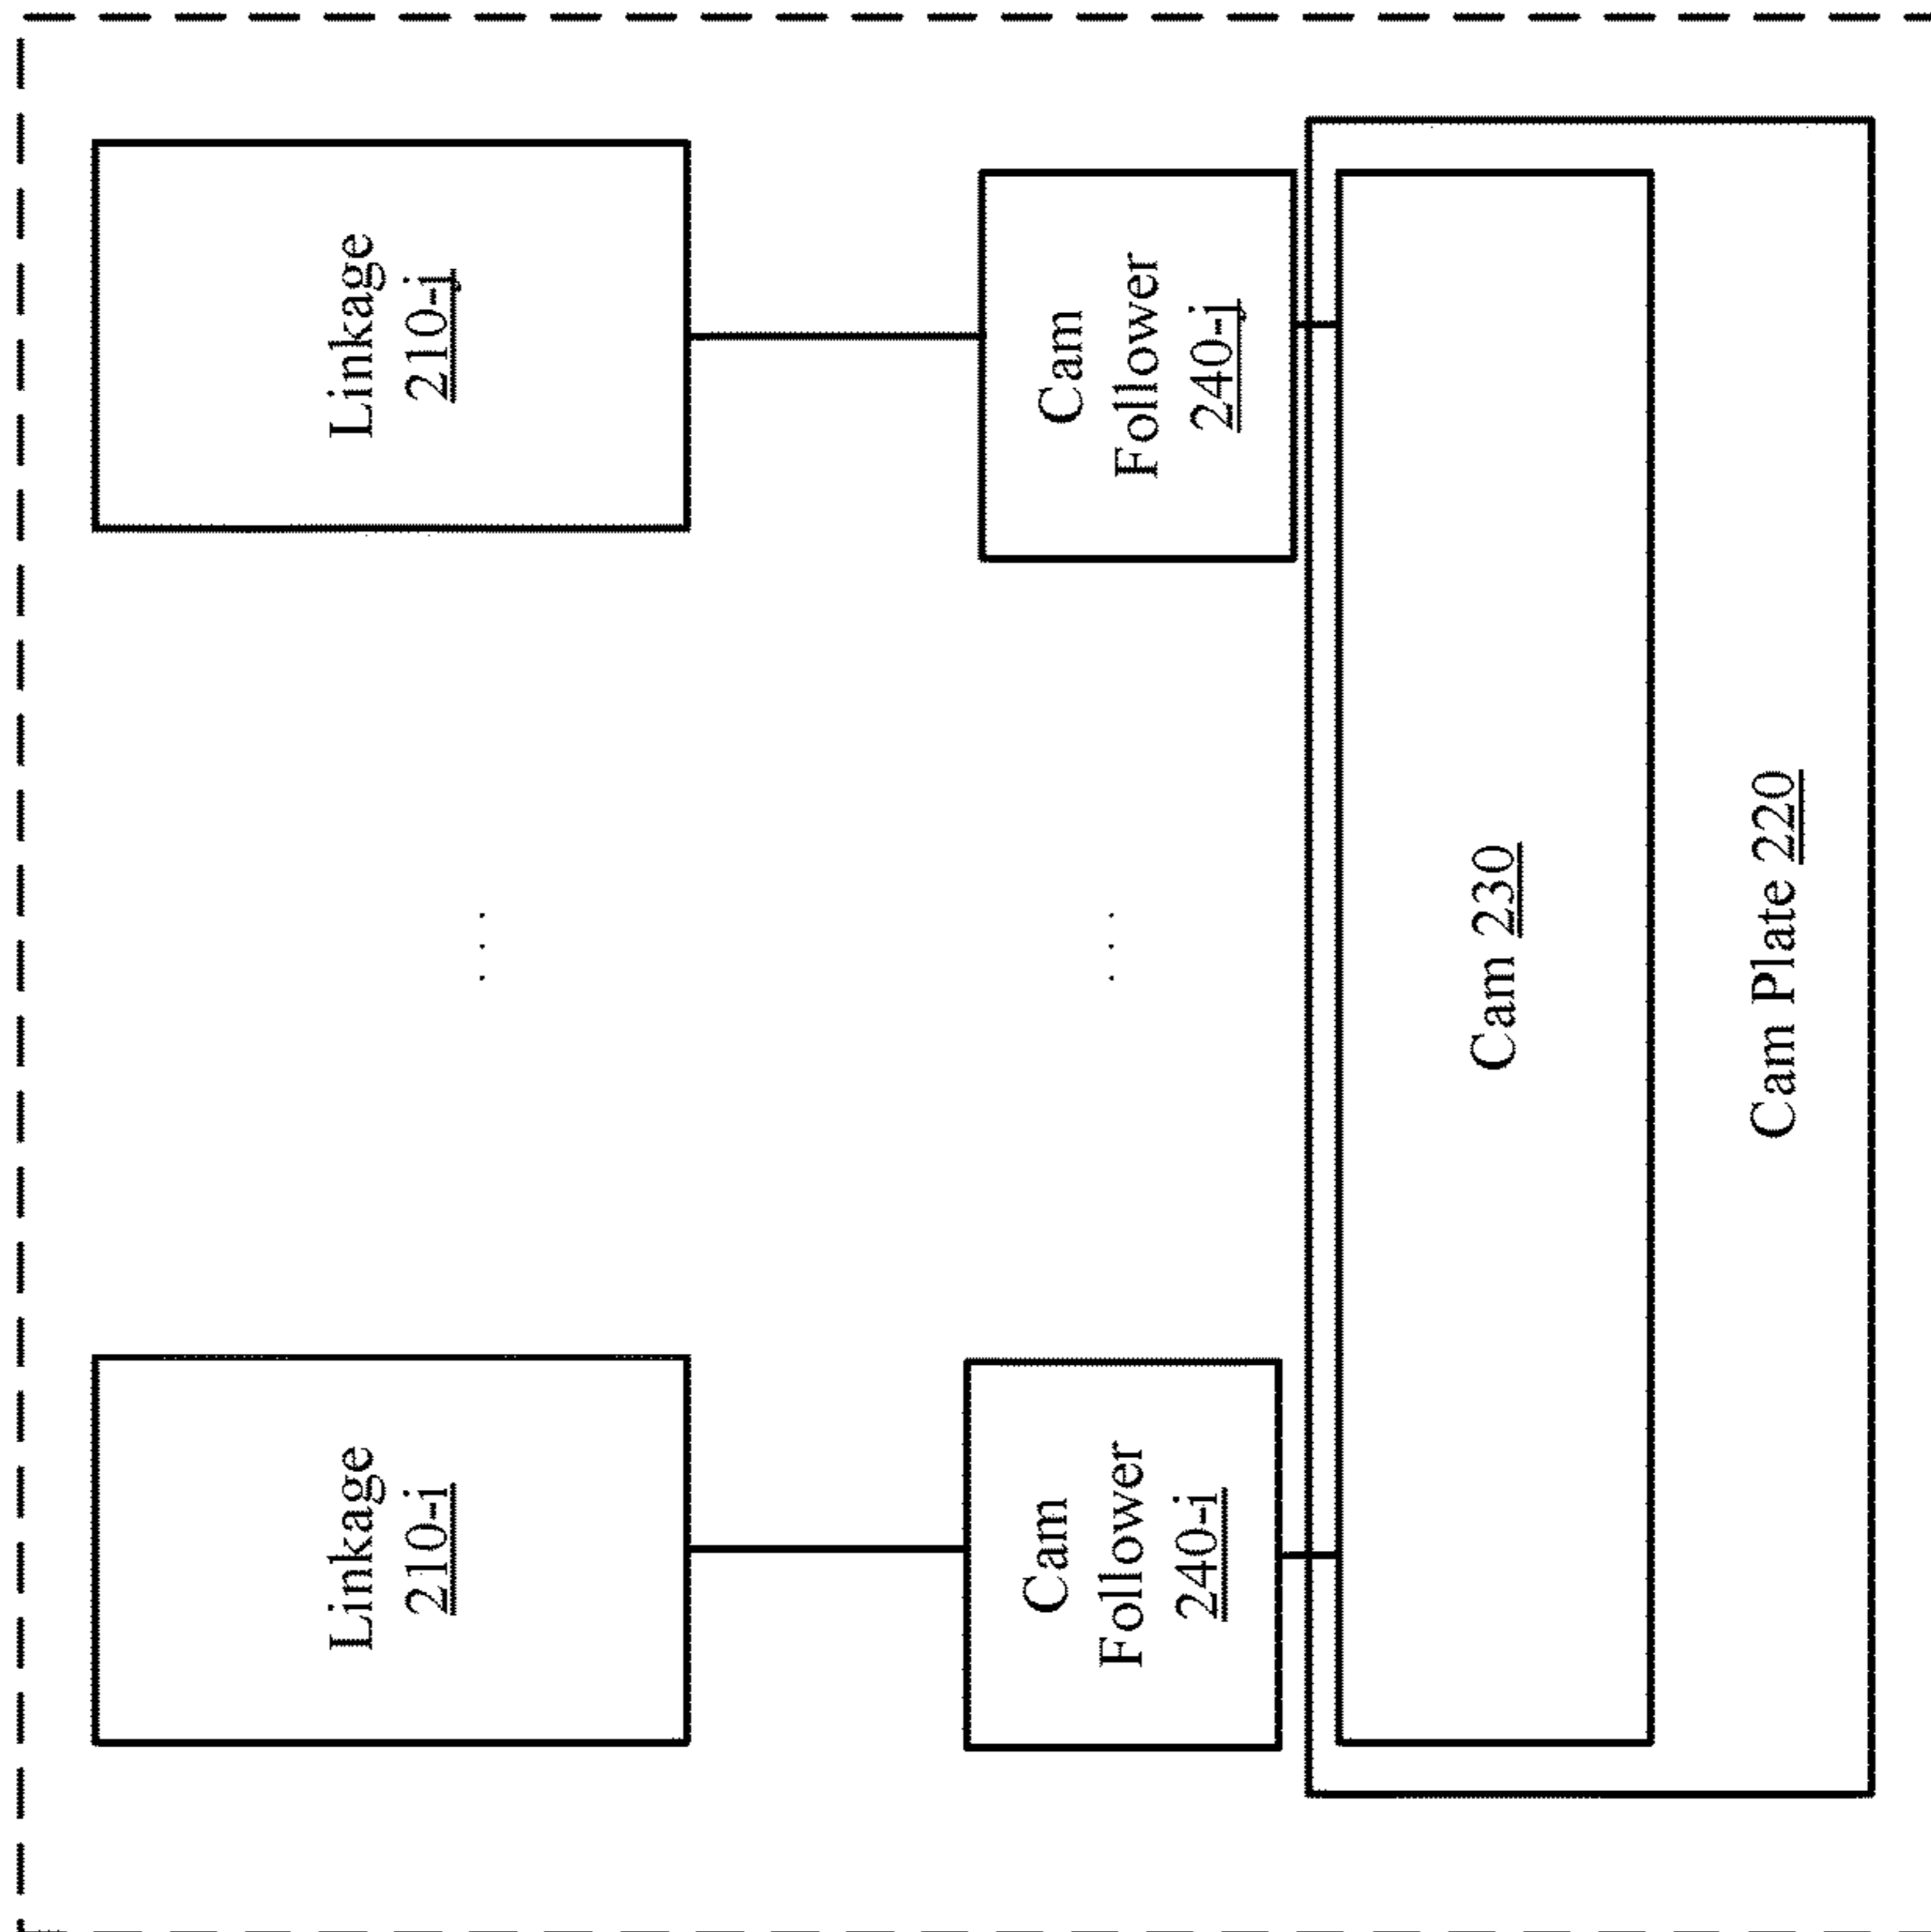 Linkage
210-i
. . .
Linkage
210-j
Cam
Follower
240-i
. . .
Cam
Follower
240-j
Cam 230
Cam Plate 220